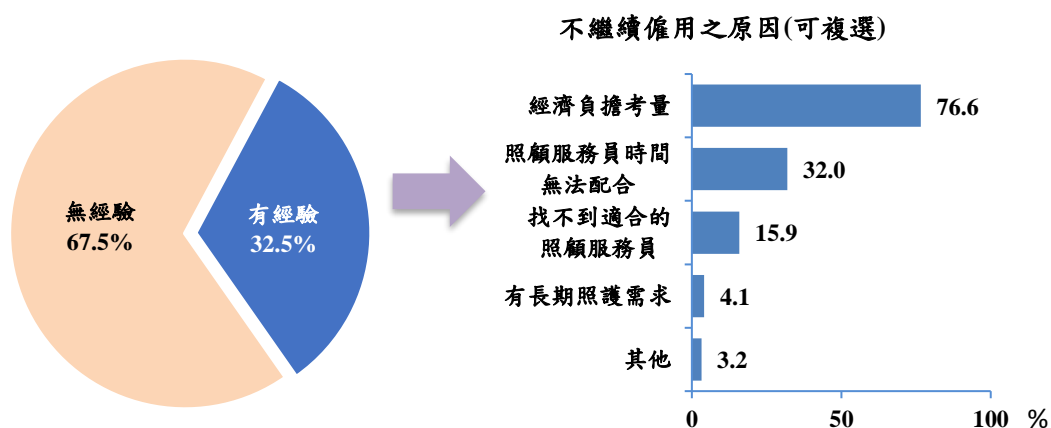 不繼續僱用之原因(可複選)
無經驗
67.5%
有經驗
32.5%
經濟負擔考量
76.6
照顧服務員時間
無法配合
32.0
找不到適合的
照顧服務員
15.9
有長期照護需求
4.1
其他
3.2
0
50
100
%